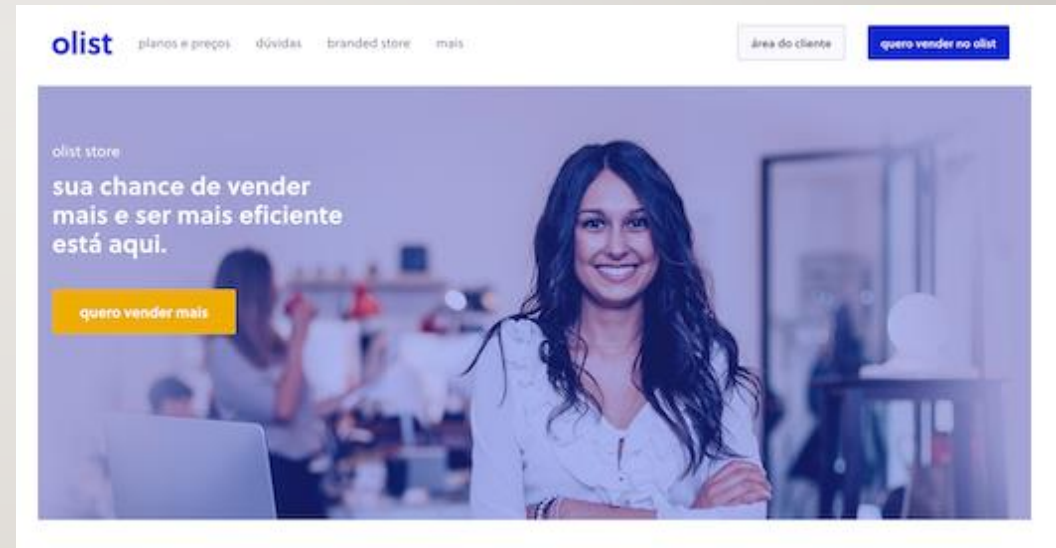 olist
planos e preços
dúvidas
branded store
mais
área do cliente
quero vender no olist
olist store
sua chance de vender
mais e ser mais eficiente
está aqui.
quero vender mais